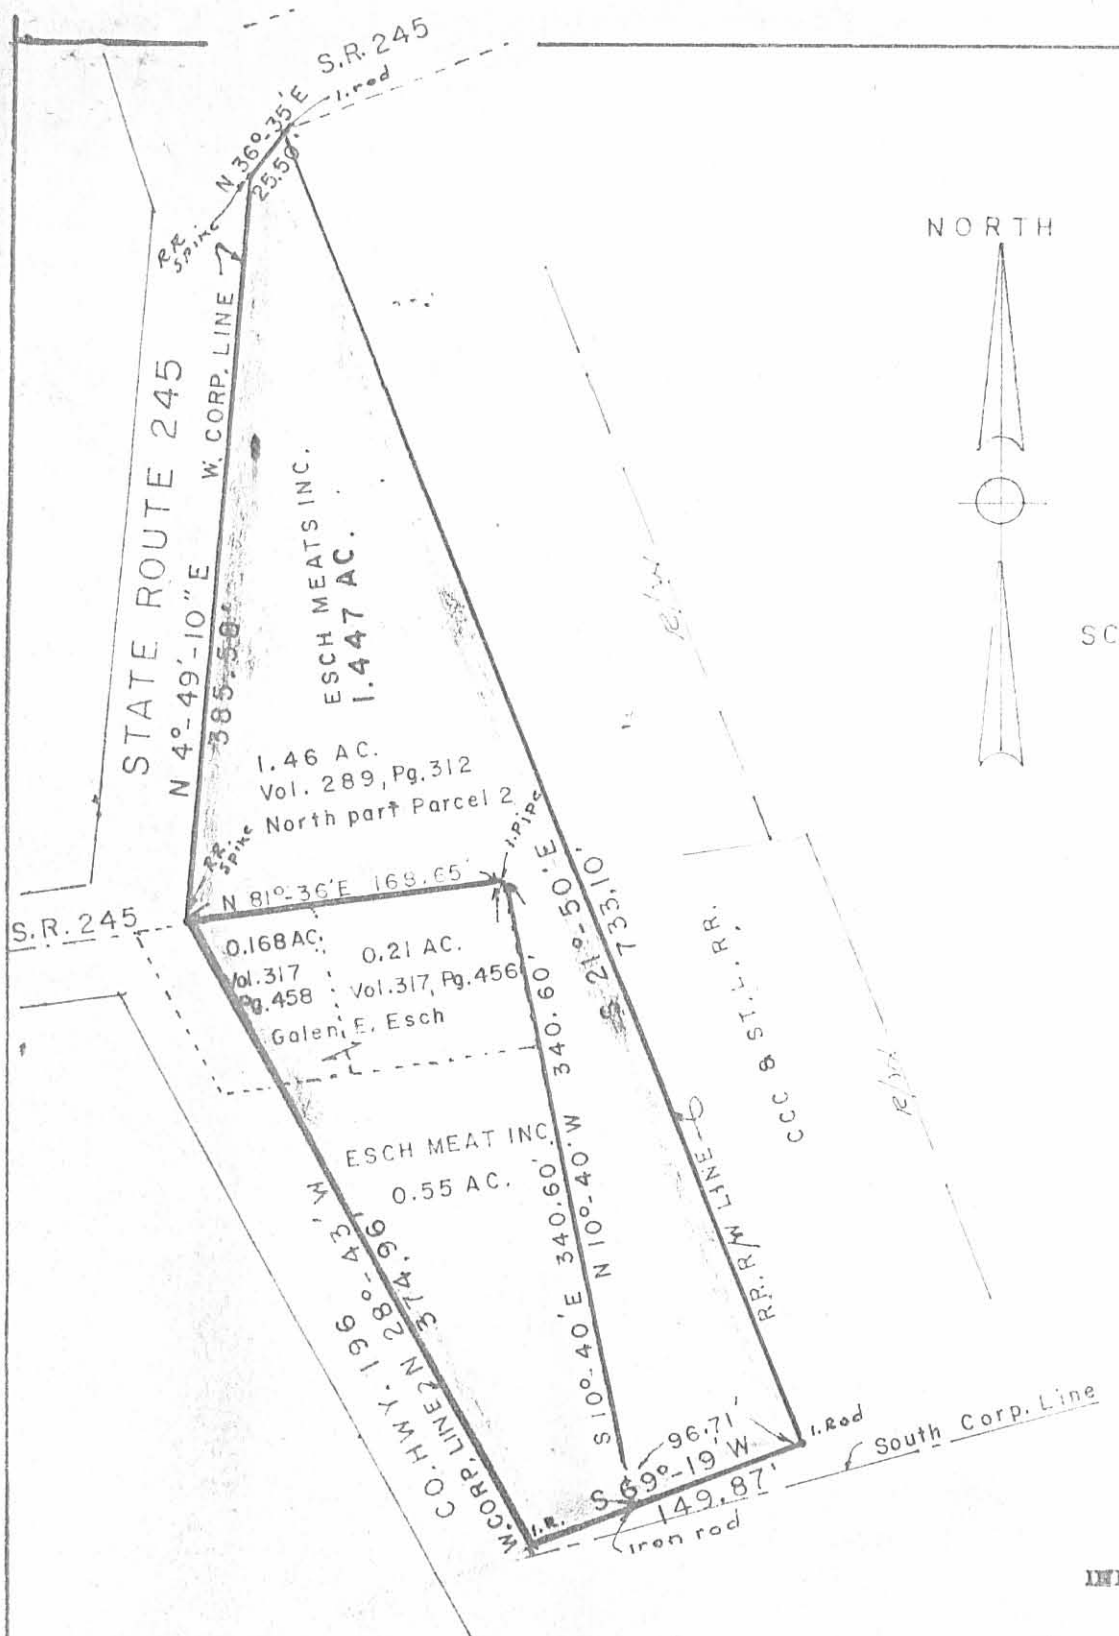 S.R. 245
I.rod
N 36°-35'E
25.50'
R.R. Spike
NORTH
W. CORP. LINE
STATE ROUTE 245
N 4°-49'-10"E
385.50'
ESCH MEATS INC.
1.447 AC.
R/W
SC
1.46 AC.
Vol. 289, Pg. 312
North part Parcel 2
I.Pipe
R.R. Spike
N 81°-36'E 168.65'
S.R. 245
S 21°-50'E
733.10'
0.168 AC.
Vol. 317
Pg. 458
0.21 AC.
Vol. 317, Pg. 456
Galen E. Esch
CCC & ST. L. RR.
R/W
ESCH MEAT INC.
0.55 AC.
S 10°-40'E 340.60'
N 10°-40'W 340.60'
RR. R/W LINE
CO. HWY. 196
W. CORP. LINE N 28°-43'W
374.96'
96.71'
S 69°-19'W
149.87'
I.Rod
South Corp. Line
I.R.
Iron rod